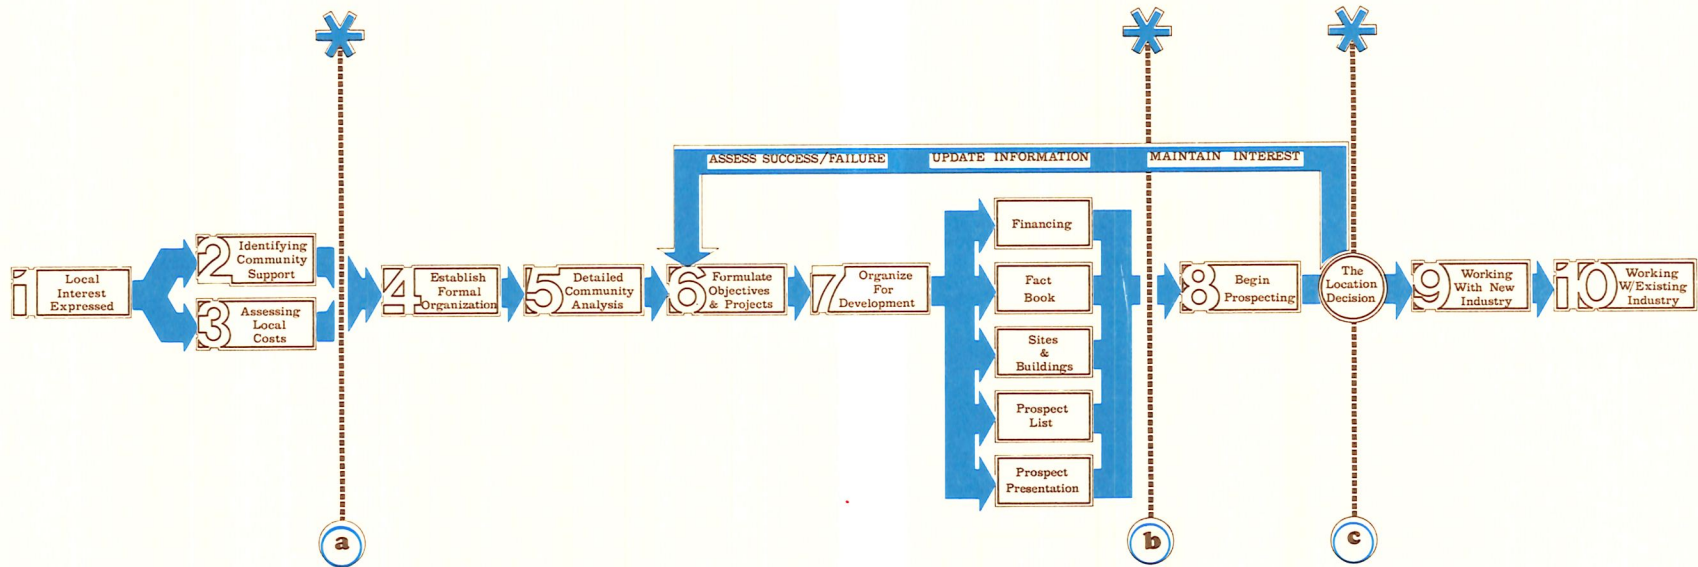 ASSESS SUCCESS/FAILURE
UPDATE INFORMATION
MAINTAIN INTEREST
1
Local
Interest
Expressed
2
Identifying
Community
Support
3
Assessing
Local
Costs
4
Establish
Formal
Organization
5
Detailed
Community
Analysis
6
Formulate
Objectives
& Projects
7
Organize
For
Development
Financing
Fact
Book
Sites
&
Buildings
Prospect
List
Prospect
Presentation
8
Begin
Prospecting
The
Location
Decision
9
Working
With New
Industry
10
Working
W/Existing
Industry
a
b
c